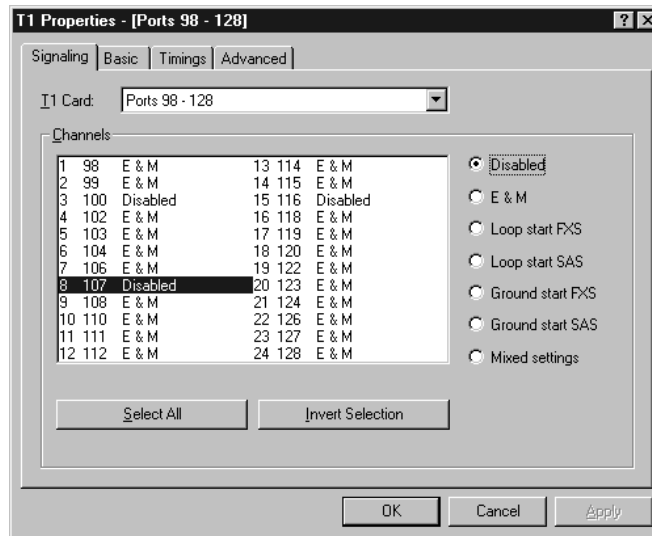 T1 Properties - [Ports 98 - 128]
Signaling Basic Timings Advanced
T1 Card: Ports 98 - 128
Channels
1 98 E & M 13 114 E & M
2 99 E & M 14 115 E & M
3 100 Disabled 15 116 Disabled
4 102 E & M 16 118 E & M
5 103 E & M 17 119 E & M
6 104 E & M 18 120 E & M
7 106 E & M 19 122 E & M
8 107 Disabled 20 123 E & M
9 108 E & M 21 124 E & M
10 110 E & M 22 126 E & M
11 111 E & M 23 127 E & M
12 112 E & M 24 128 E & M
Disabled
E & M
Loop start FXS
Loop start SAS
Ground start FXS
Ground start SAS
Mixed settings
Select All Invert Selection
OK Cancel Apply